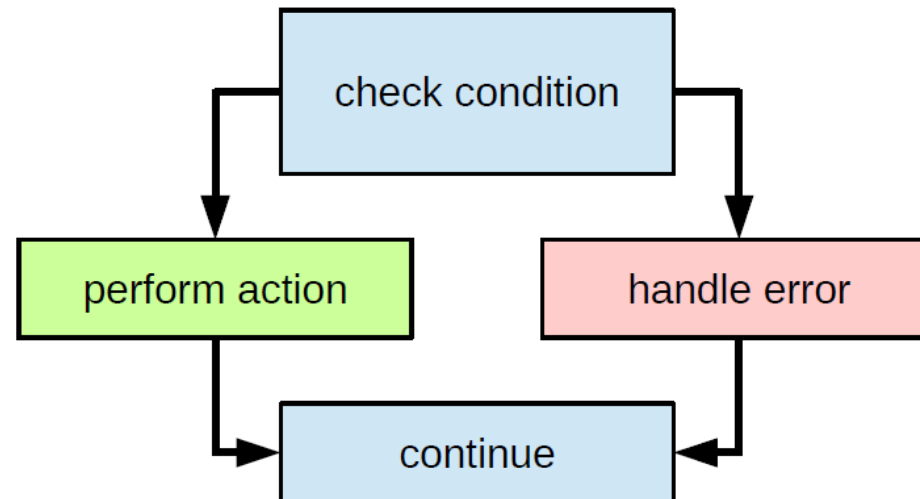 check condition
perform action
handle error
continue